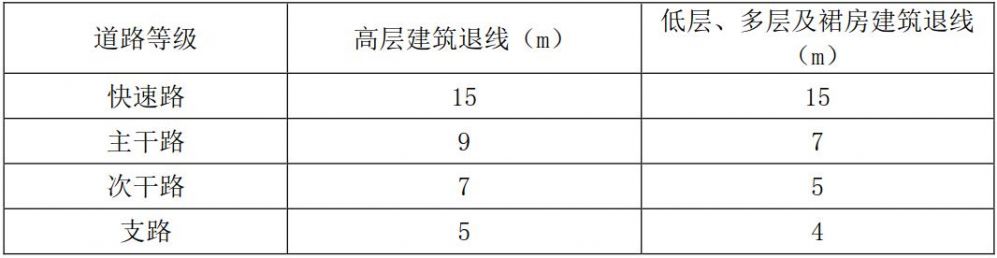 道路等级 高层建筑退线（m） 低层、多层及裙房建筑退线
（m）
快速路 15 15
主干路 9 7
次干路 7 5
支路 5 4